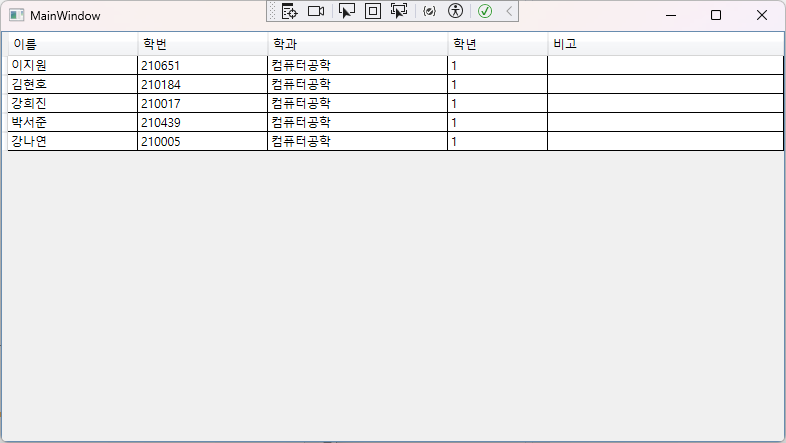 MainWindow
이름 학번 학과 학년 비고
이지원 210651 컴퓨터공학 1
김현호 210184 컴퓨터공학 1
강희진 210017 컴퓨터공학 1
박서준 210439 컴퓨터공학 1
강나연 210005 컴퓨터공학 1